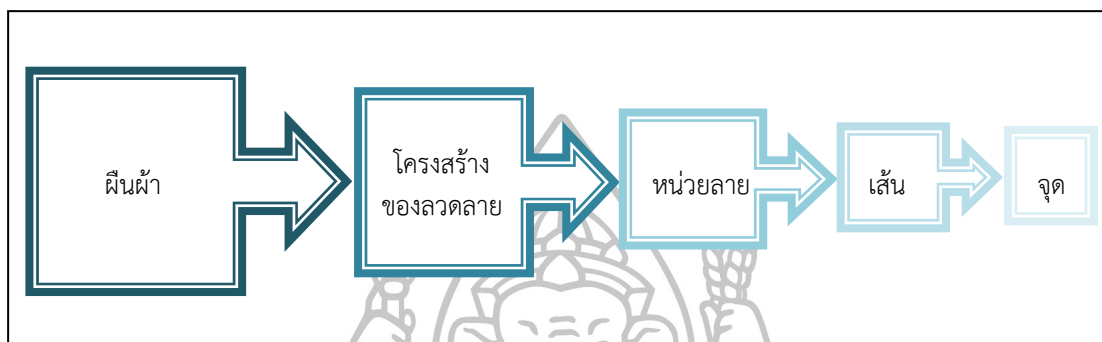 ผืนผ้า
โครงสร้าง
ของลวดลาย
หน่วยลาย
เส้น
จุด